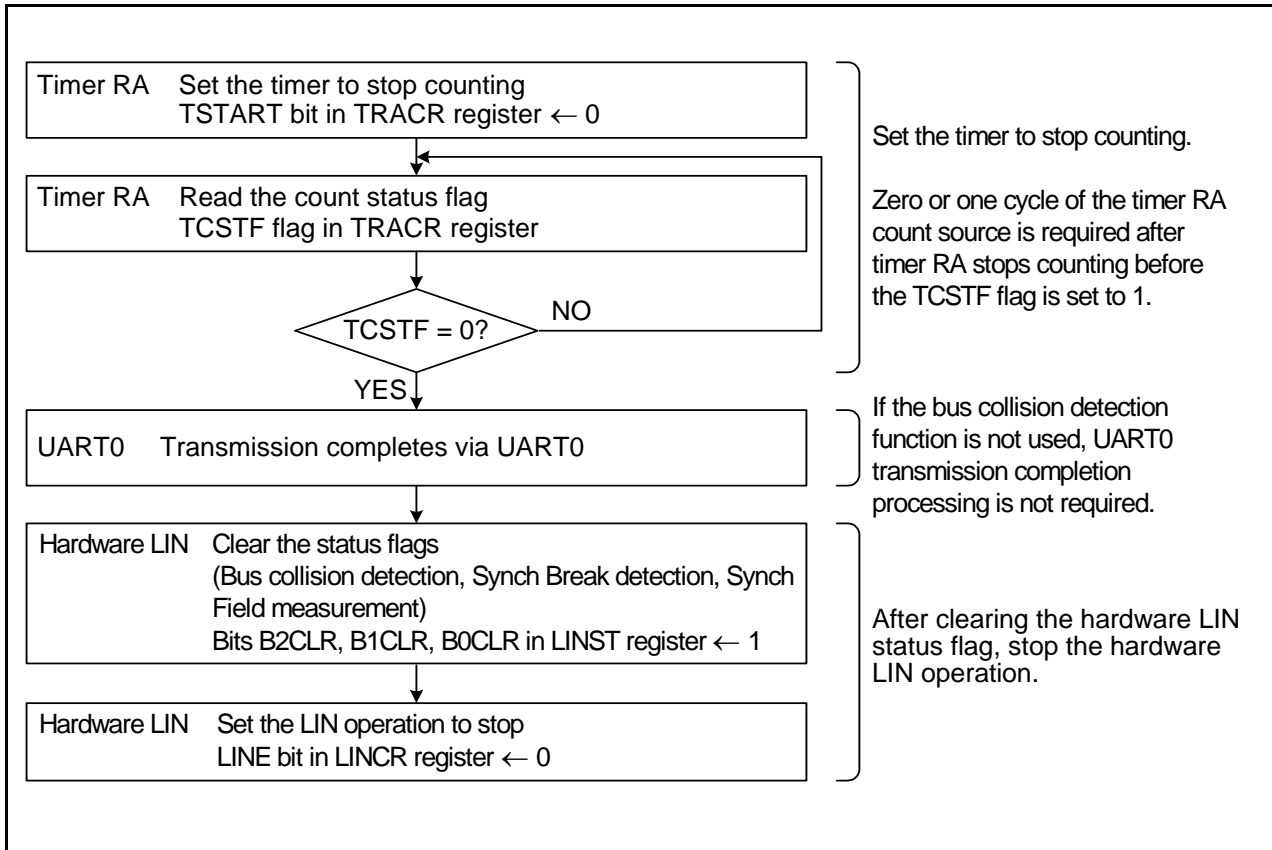 Timer RA Set the timer to stop counting
TSTART bit in TRACR register ← 0
Timer RA Read the count status flag
TCSTF flag in TRACR register
TCSTF = 0?
NO
YES
Set the timer to stop counting.
Zero or one cycle of the timer RA
count source is required after
timer RA stops counting before
the TCSTF flag is set to 1.
UART0 Transmission completes via UART0
If the bus collision detection
function is not used, UART0
transmission completion
processing is not required.
Hardware LIN Clear the status flags
(Bus collision detection, Synch Break detection, Synch
Field measurement)
Bits B2CLR, B1CLR, B0CLR in LINST register ← 1
Hardware LIN Set the LIN operation to stop
LINE bit in LINCR register ← 0
After clearing the hardware LIN
status flag, stop the hardware
LIN operation.